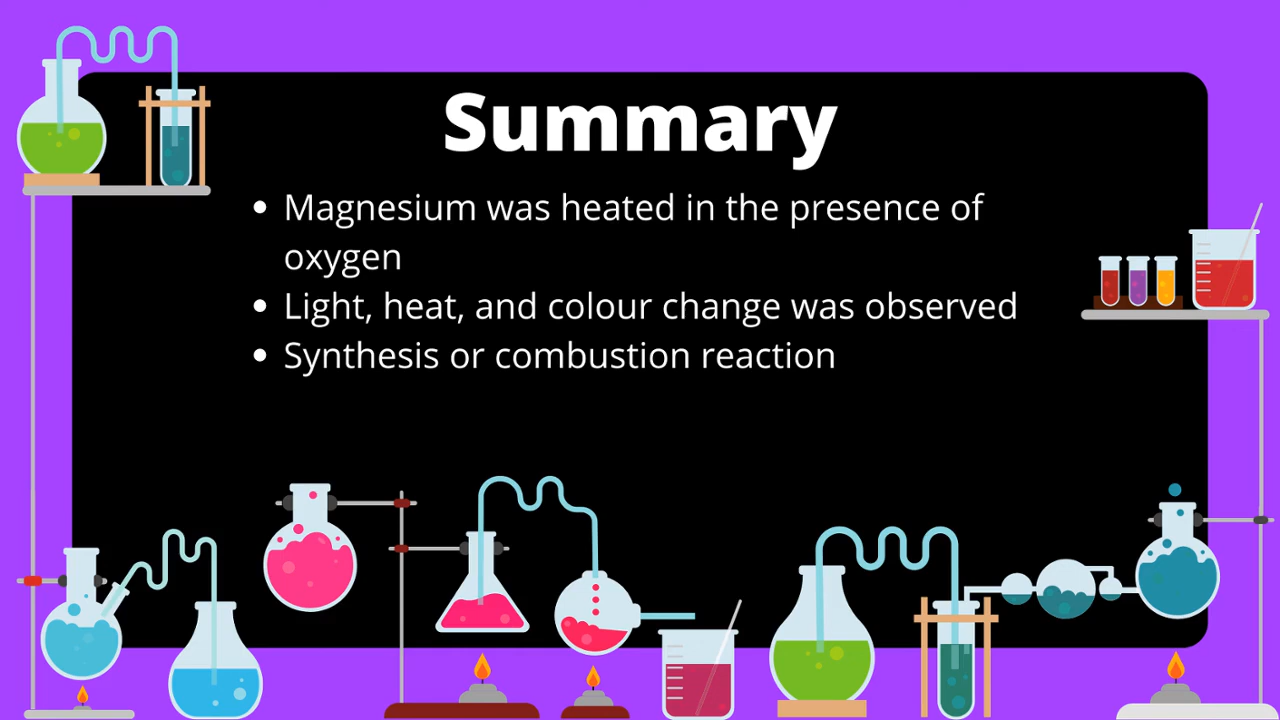 Summary
• Magnesium was heated in the presence of
oxygen
• Light, heat, and colour change was observed
• Synthesis or combustion reaction